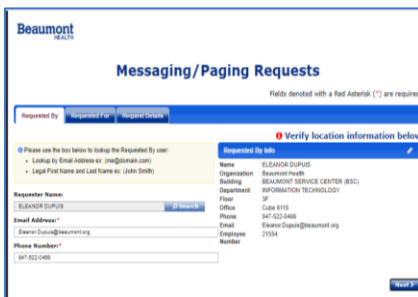 Beaumont
HEALTH
Messaging/Paging Requests
Fields denoted with a Red Asterisk (*) are required
Requested By
Requested For
Request Details
Verify location information below
Please use the box below to lookup the Requested By user:
• Lookup by Email Address ex: (me@domain.com)
• Legal First Name and Last Name ex: (John Smith)
Requester Name:
ELEANOR DUPUIS
Search
Email Address:*
Eleanor.Dupuis@beaumont.org
Phone Number:*
947-522-0466
Requested By Info
Name ELEANOR DUPUIS
Organization Beaumont Health
Building BEAUMONT SERVICE CENTER (BSC)
Department INFORMATION TECHNOLOGY
Floor 3F
Office Cube 6115
Phone 947-522-0466
Email Eleanor.Dupuis@beaumont.org
Employee 21554
Number
Next